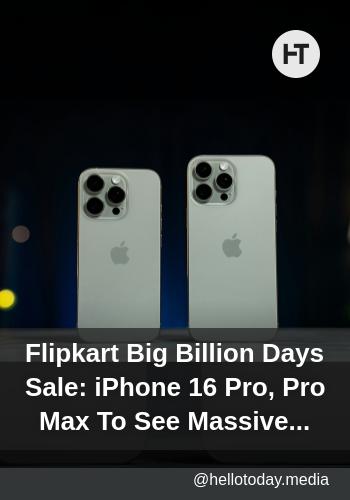 HT
Flipkart Big Billion Days
Sale: iPhone 16 Pro, Pro
Max To See Massive...
@hellotoday.media